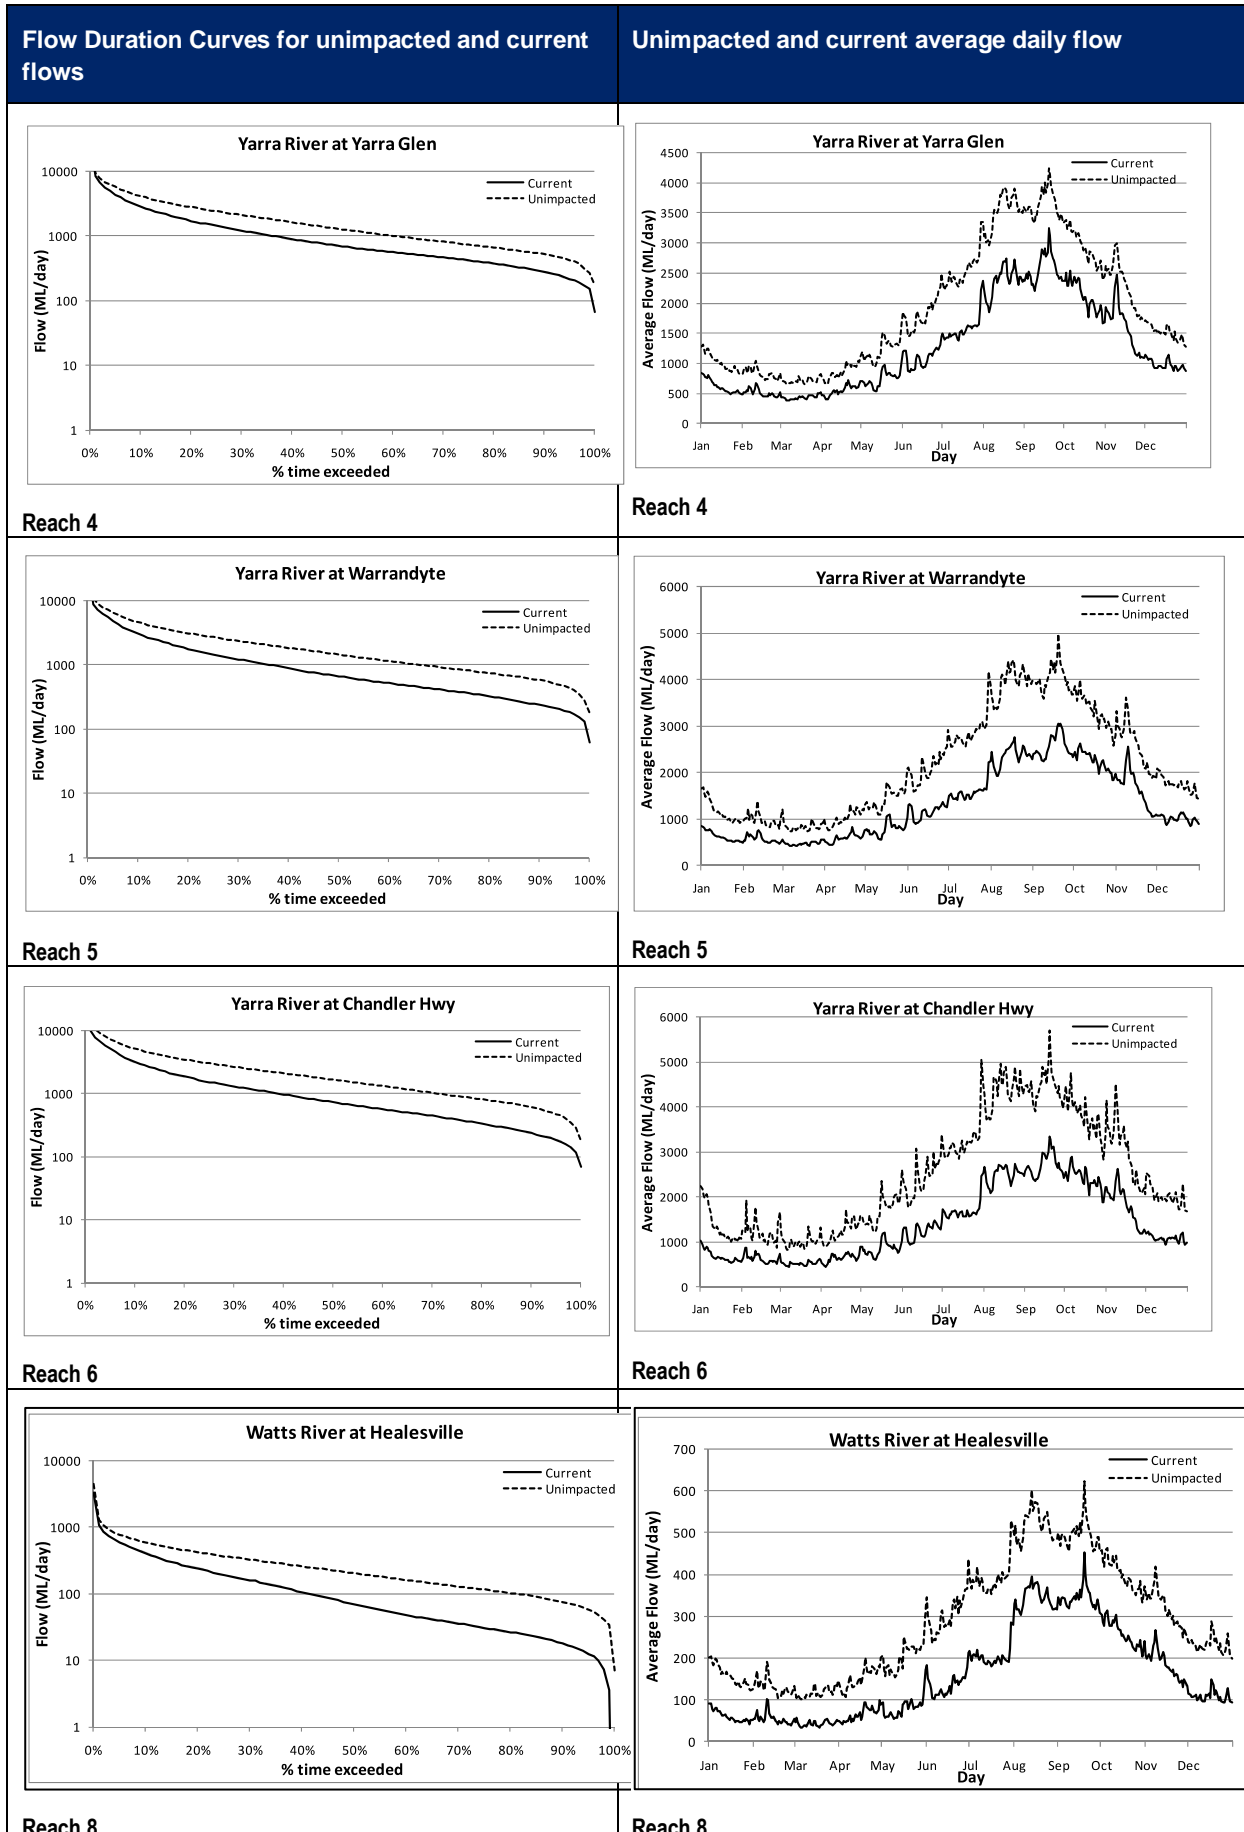 Flow Duration Curves for unimpacted and current
flows
Unimpacted and current average daily flow
Yarra River at Yarra Glen
10000
1000
100
10
1
Flow (ML/day)
Current
Unimpacted
0% 10% 20% 30% 40% 50% 60% 70% 80% 90% 100%
% time exceeded
Reach 4
Yarra River at Yarra Glen
4500
4000
3500
3000
2500
2000
1500
1000
500
0
Average Flow (ML/day)
Current
Unimpacted
Jan Feb Mar Apr May Jun Jul Aug Sep Oct Nov Dec
Day
Reach 4
Yarra River at Warrandyte
10000
1000
100
10
1
Flow (ML/day)
Current
Unimpacted
0% 10% 20% 30% 40% 50% 60% 70% 80% 90% 100%
% time exceeded
Reach 5
Yarra River at Warrandyte
6000
5000
4000
3000
2000
1000
0
Average Flow (ML/day)
Current
Unimpacted
Jan Feb Mar Apr May Jun Jul Aug Sep Oct Nov Dec
Day
Reach 5
Yarra River at Chandler Hwy
10000
1000
100
10
1
Flow (ML/day)
Current
Unimpacted
0% 10% 20% 30% 40% 50% 60% 70% 80% 90% 100%
% time exceeded
Reach 6
Yarra River at Chandler Hwy
6000
5000
4000
3000
2000
1000
0
Average Flow (ML/day)
Current
Unimpacted
Jan Feb Mar Apr May Jun Jul Aug Sep Oct Nov Dec
Day
Reach 6
Watts River at Healesville
10000
1000
100
10
1
Flow (ML/day)
Current
Unimpacted
0% 10% 20% 30% 40% 50% 60% 70% 80% 90% 100%
% time exceeded
Reach 8
Watts River at Healesville
700
600
500
400
300
200
100
0
Average Flow (ML/day)
Current
Unimpacted
Jan Feb Mar Apr May Jun Jul Aug Sep Oct Nov Dec
Day
Reach 8